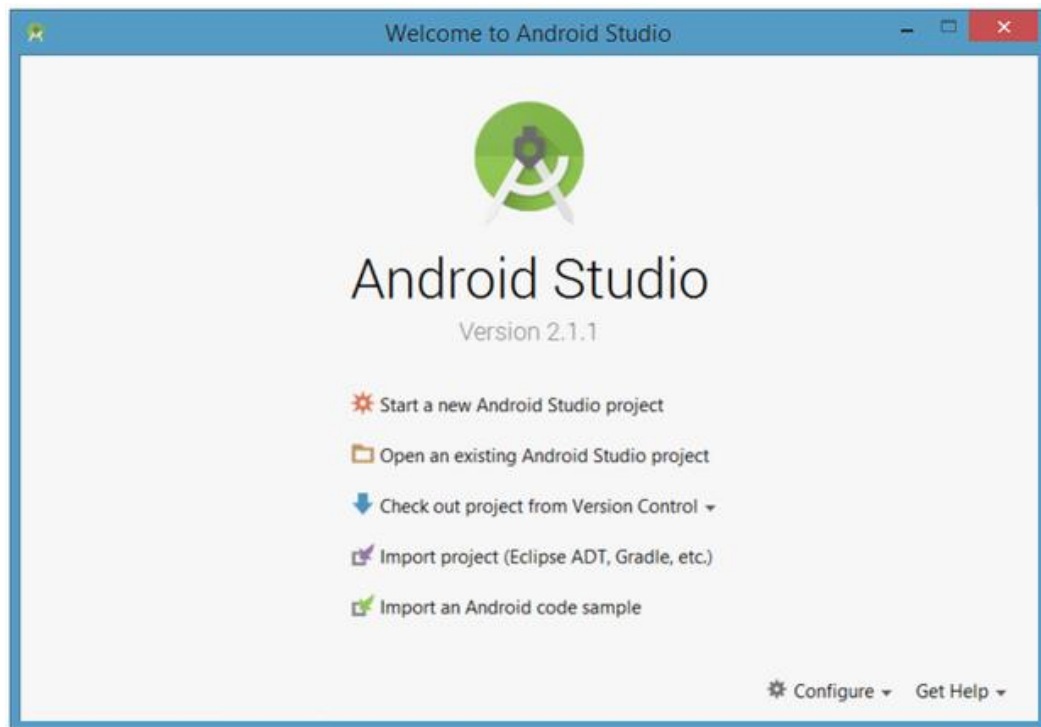 Welcome to Android Studio
Android Studio
Version 2.1.1
Start a new Android Studio project
Open an existing Android Studio project
Check out project from Version Control
Import project (Eclipse ADT, Gradle, etc.)
Import an Android code sample
Configure Get Help